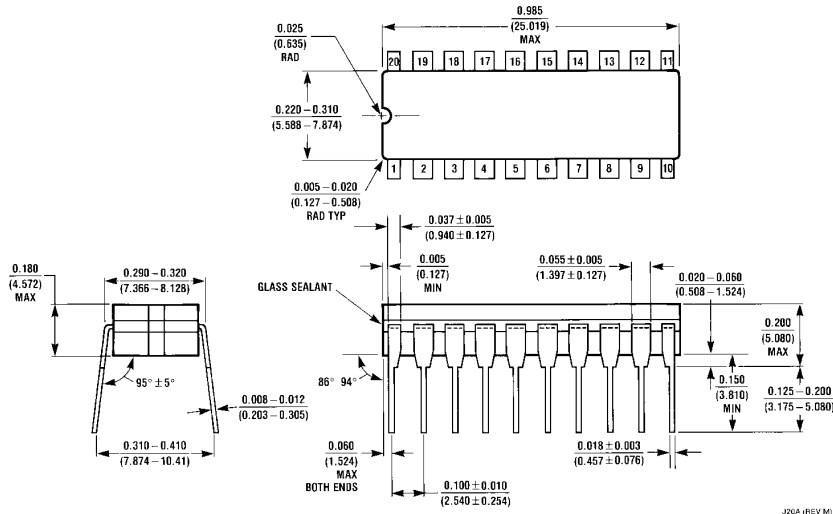 0.985
(25.019)
MAX
0.025
(0.635)
RAD
20 19 18 17 16 15 14 13 12 11
0.220 – 0.310
(5.588 – 7.874)
1 2 3 4 5 6 7 8 9 10
0.005 – 0.020
(0.127 – 0.508)
RAD TYP
0.037 ± 0.005
(0.940 ± 0.127)
0.180
(4.572)
MAX
0.290 – 0.320
(7.366 – 8.128)
0.005
(0.127)
MIN
0.055 ± 0.005
(1.397 ± 0.127)
0.020 – 0.060
(0.508 – 1.524)
GLASS SEALANT
0.200
(5.080)
MAX
95° ± 5°
86° 94°
0.008 – 0.012
(0.203 – 0.305)
0.150
(3.810)
MIN
0.125 – 0.200
(3.175 – 5.080)
0.310 – 0.410
(7.874 – 10.41)
0.060
(1.524)
MAX
BOTH ENDS
0.018 ± 0.003
(0.457 ± 0.076)
0.100 ± 0.010
(2.540 ± 0.254)
J20A (REV M)